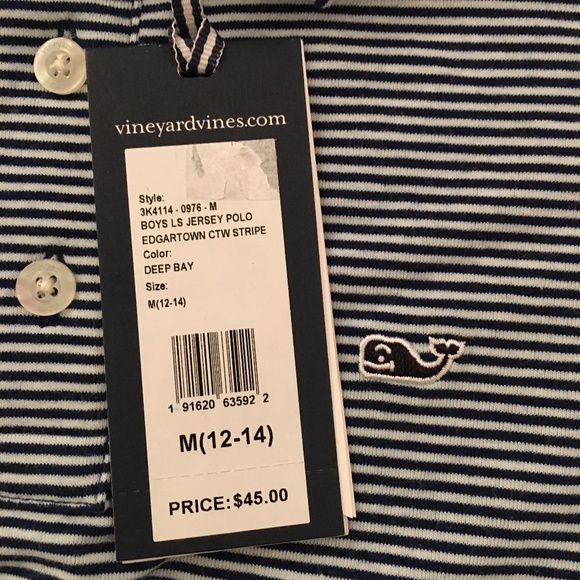 vineyardvines.com
Style:
3K4114 - 0976 - M
BOYS LS JERSEY POLO
EDGARTOWN CTW STRIPE
Color:
DEEP BAY
Size:
M(12-14)
1 91620 63592 2
M(12-14)
PRICE: $45.00